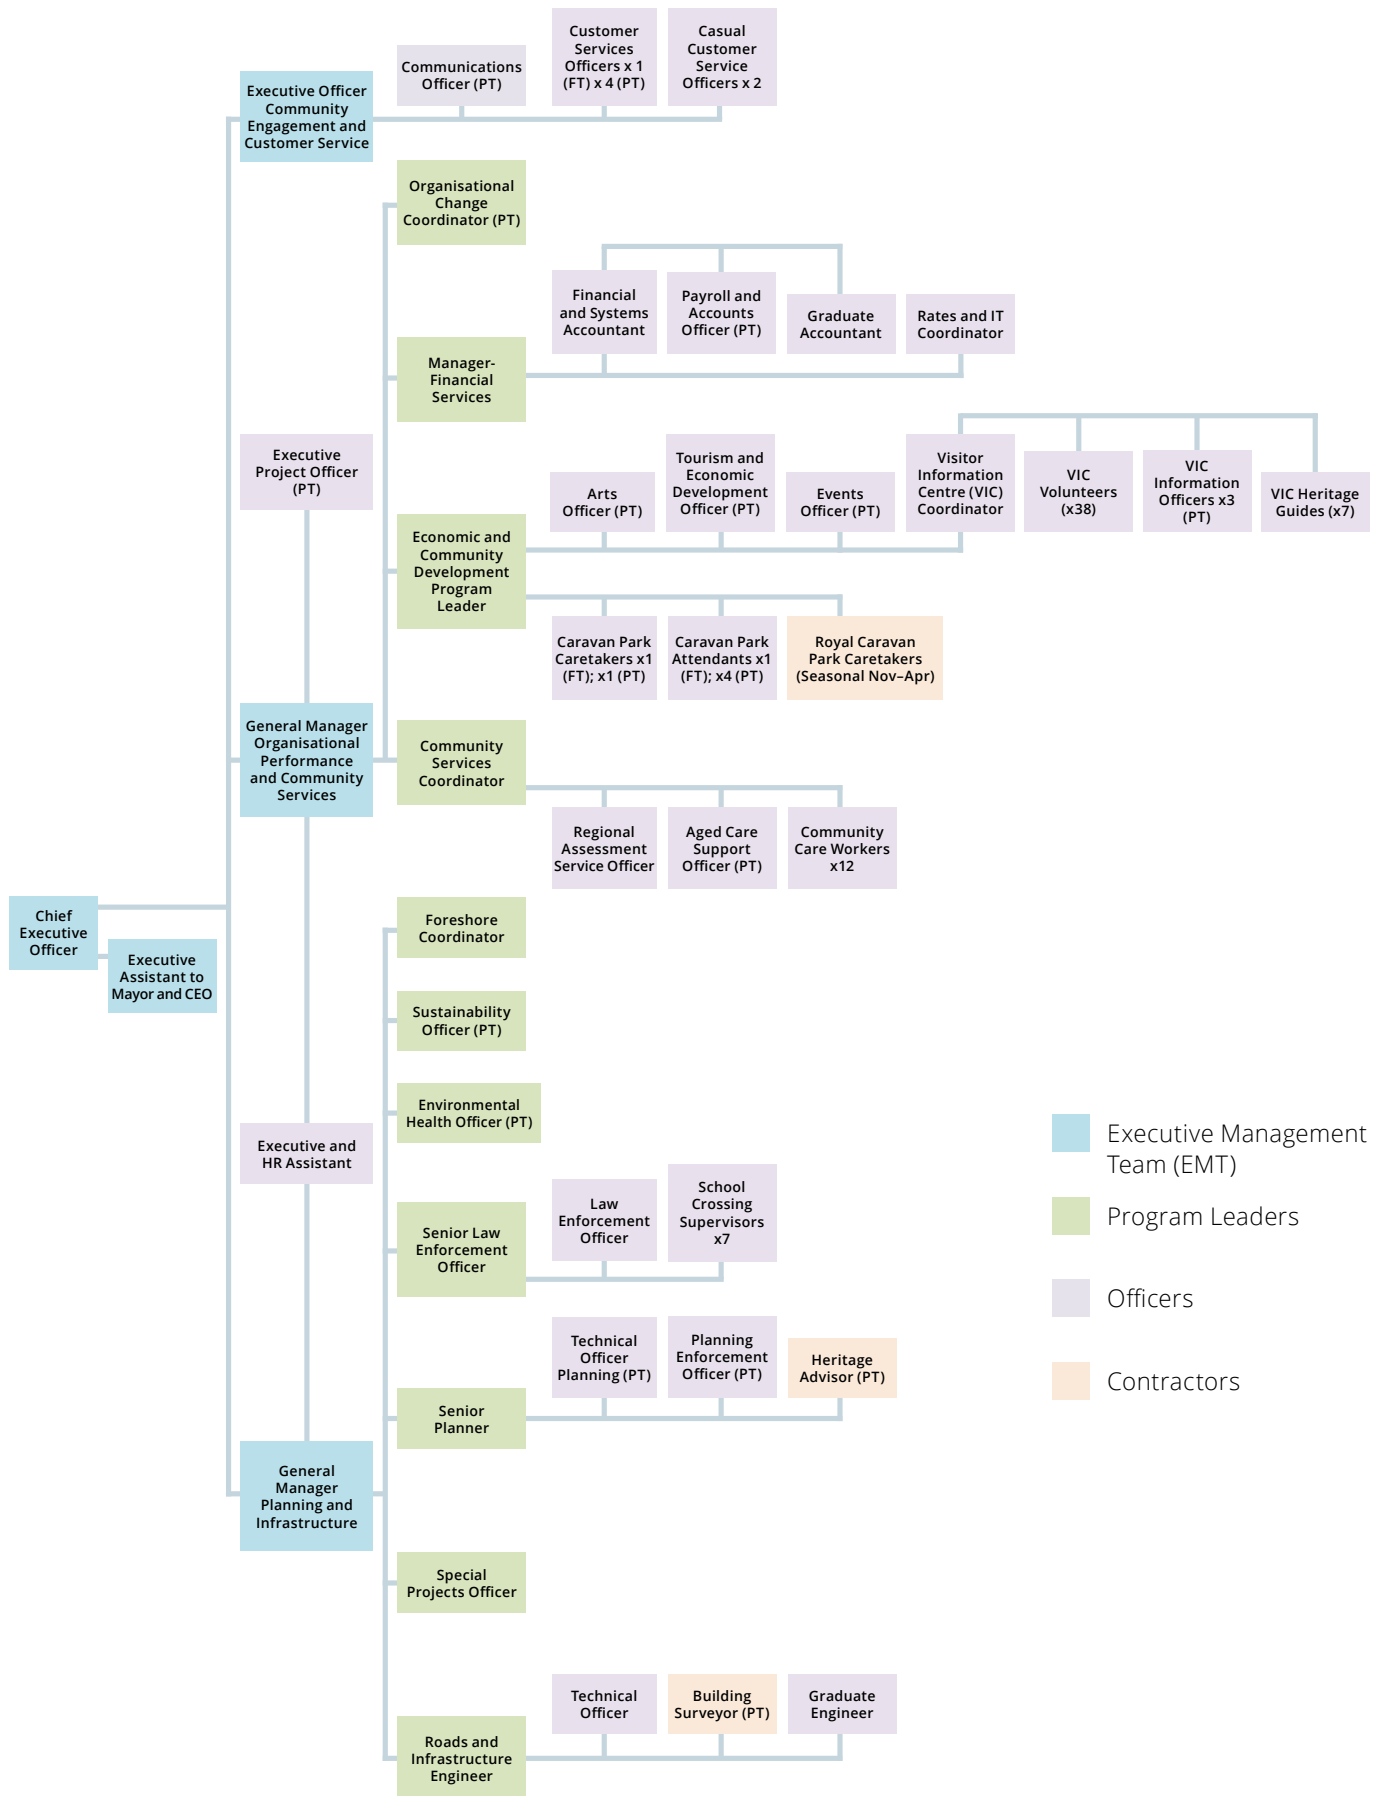 Communications
Officer (PT)
Customer
Services
Officers x 1
(FT) x 4 (PT)
Casual
Customer
Service
Officers x 2
Executive Officer
Community
Engagement and
Customer Service
Organisational
Change
Coordinator (PT)
Financial
and Systems
Accountant
Payroll and
Accounts
Officer (PT)
Graduate
Accountant
Rates and IT
Coordinator
Manager-
Financial
Services
Executive
Project Officer
(PT)
Arts
Officer (PT)
Tourism and
Economic
Development
Officer (PT)
Events
Officer (PT)
Visitor
Information
Centre (VIC)
Coordinator
VIC
Volunteers
(x38)
VIC
Information
Officers x3
(PT)
VIC Heritage
Guides (x7)
Economic and
Community
Development
Program
Leader
Caravan Park
Caretakers x1
(FT); x1 (PT)
Caravan Park
Attendants x1
(FT); x4 (PT)
Royal Caravan
Park Caretakers
(Seasonal Nov–Apr)
General Manager
Organisational
Performance
and Community
Services
Community
Services
Coordinator
Regional
Assessment
Service Officer
Aged Care
Support
Officer (PT)
Community
Care Workers
x12
Chief
Executive
Officer
Executive
Assistant to
Mayor and CEO
Foreshore
Coordinator
Sustainability
Officer (PT)
Environmental
Health Officer (PT)
Executive and
HR Assistant
Law
Enforcement
Officer
School
Crossing
Supervisors
x7
Senior Law
Enforcement
Officer
Technical
Officer
Planning (PT)
Planning
Enforcement
Officer (PT)
Heritage
Advisor (PT)
Senior
Planner
General
Manager
Planning and
Infrastructure
Special
Projects Officer
Technical
Officer
Building
Surveyor (PT)
Graduate
Engineer
Roads and
Infrastructure
Engineer
Executive Management
Team (EMT)
Program Leaders
Officers
Contractors